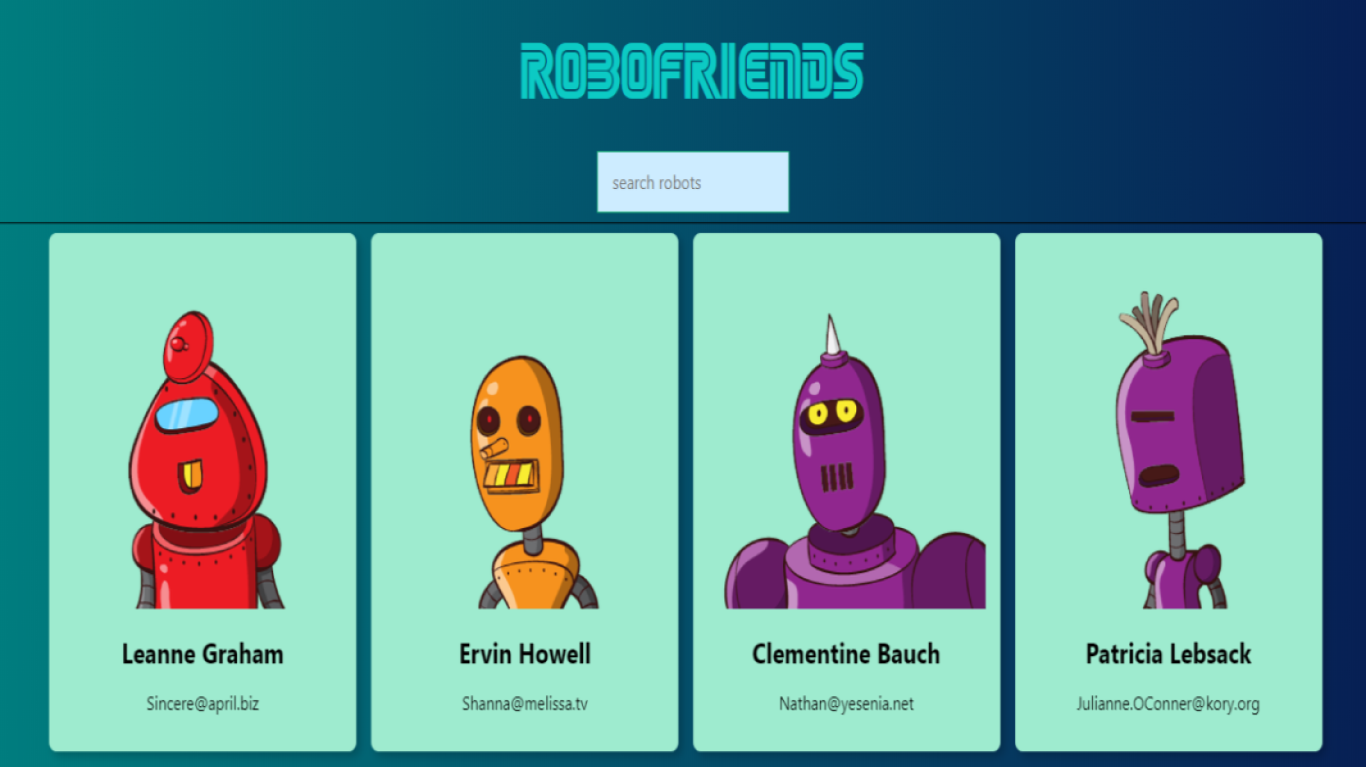 ROBOFRIENDS
search robots
Leanne Graham
Ervin Howell
Clementine Bauch
Patricia Lebsack
Sincere@april.biz
Shanna@melissa.tv
Nathan@yesenia.net
Julianne.OConner@kory.org